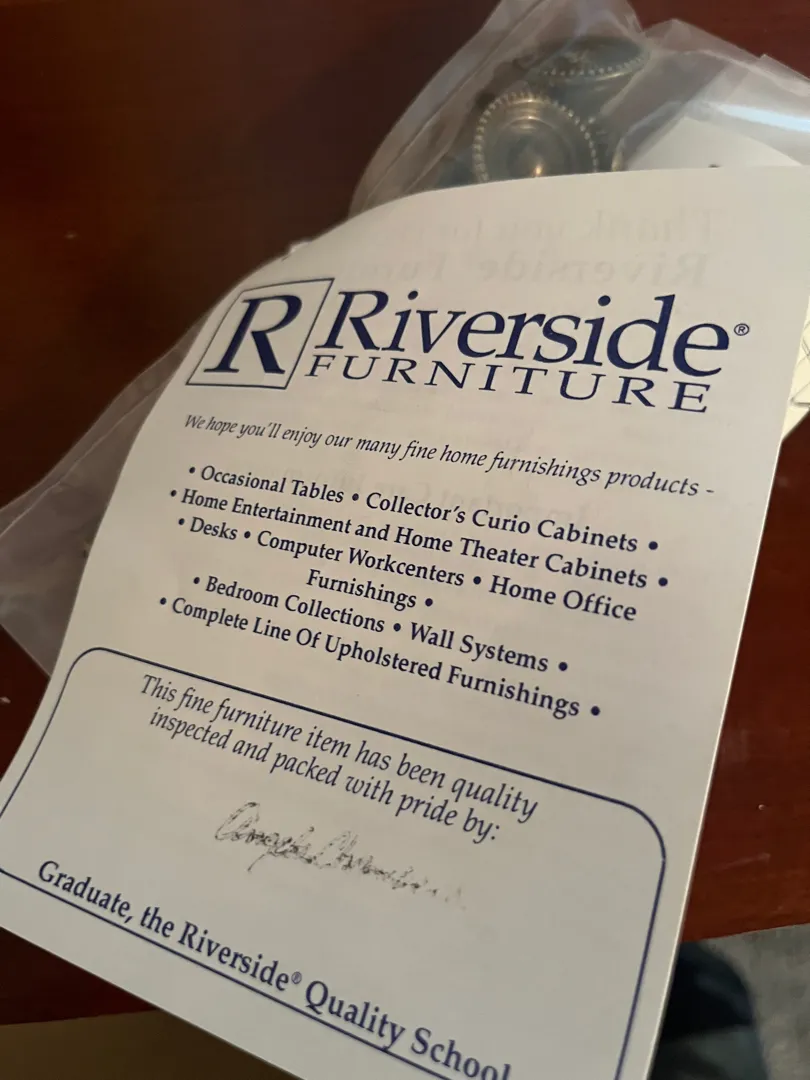 R Riverside®
FURNITURE
We hope you'll enjoy our many fine home furnishings products -
• Occasional Tables • Collector's Curio Cabinets •
• Home Entertainment and Home Theater Cabinets •
• Desks • Computer Workcenters • Home Office
Furnishings •
• Bedroom Collections • Wall Systems •
• Complete Line Of Upholstered Furnishings •
This fine furniture item has been quality
inspected and packed with pride by:
Angela
Graduate, the Riverside® Quality School